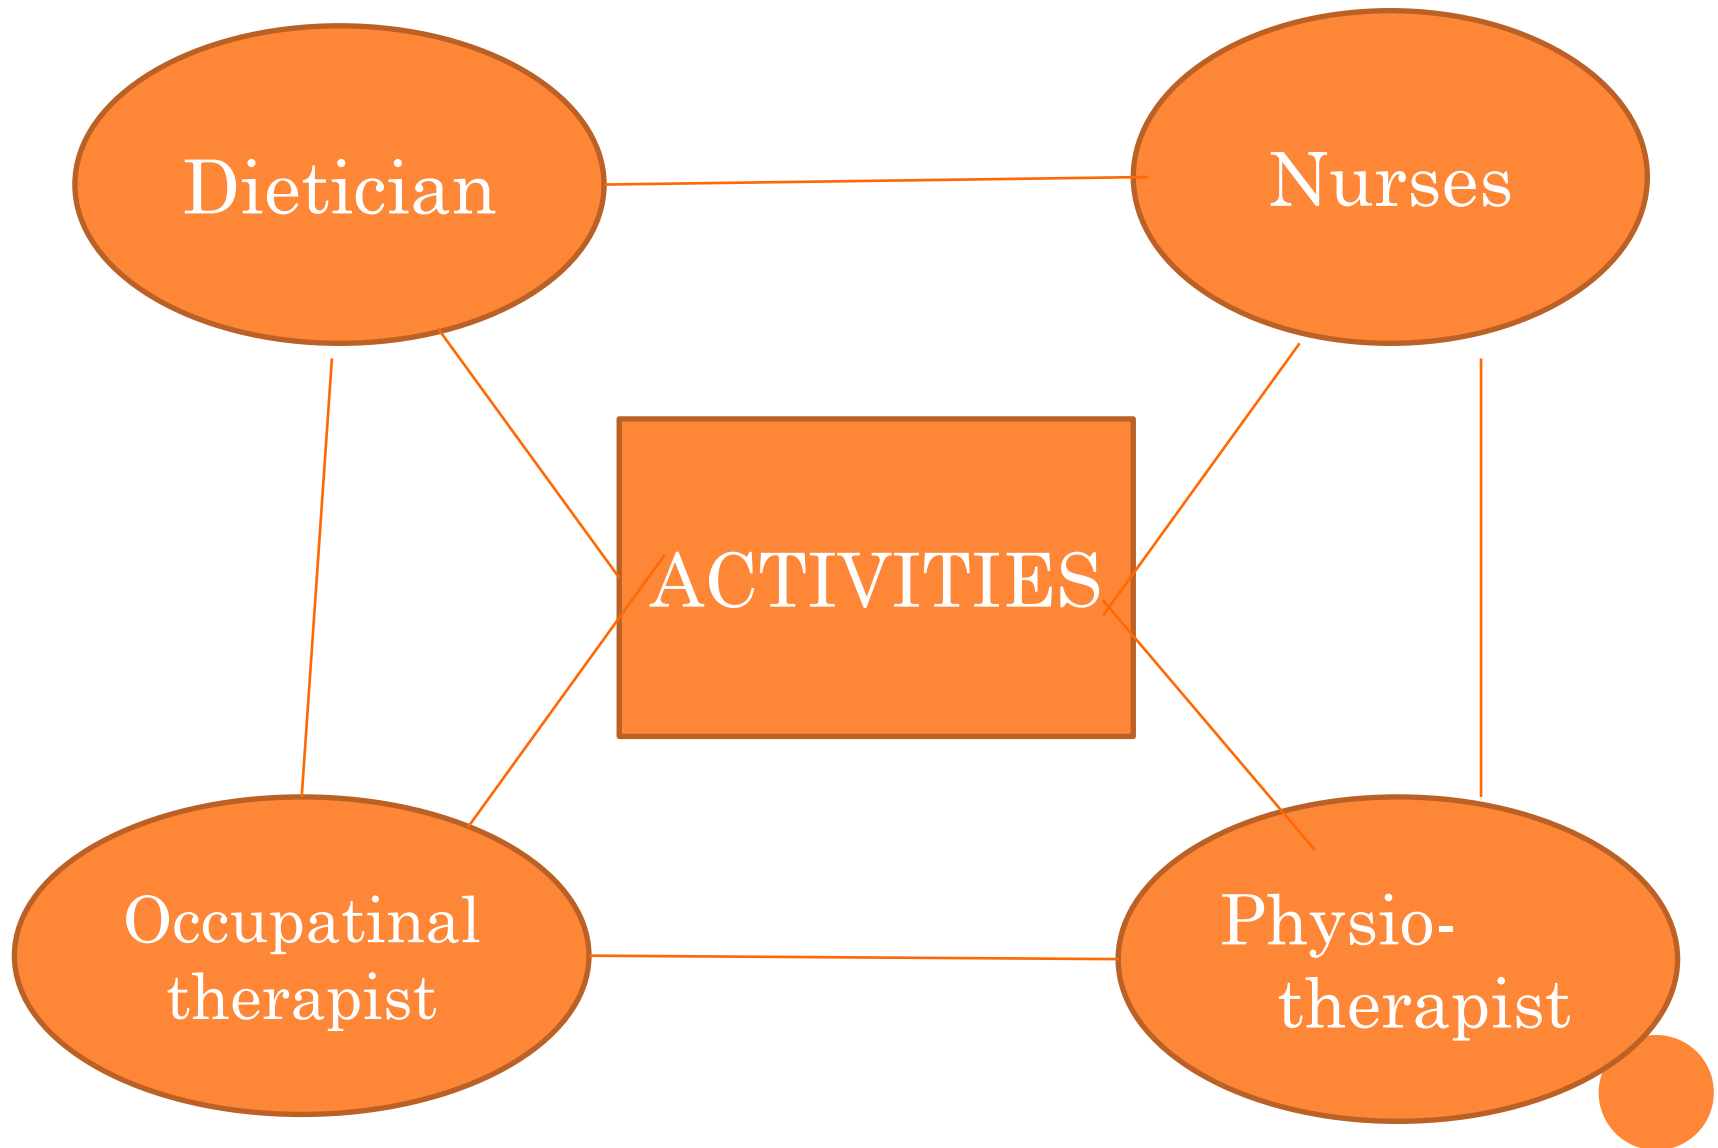 Dietician
Nurses
ACTIVITIES
Occupatinal
therapist
Physio-
therapist